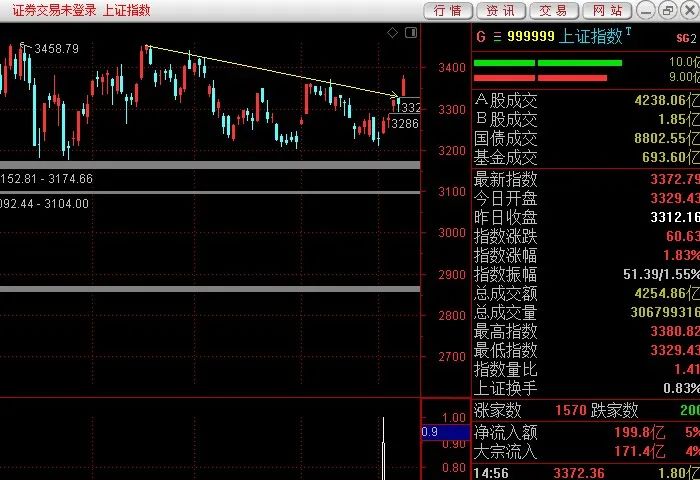 证券交易未登录 上证指数
行情 资讯 交易 网站
3458.79
332
3286
152.81 - 3174.66
092.44 - 3104.00
3400
3300
3200
3100
3000
2900
2800
2700
1.00
0.9
0.90
0.80
G 999999 上证指数 T
SG2
10.0亿
9.00亿
A股成交 4238.06亿
B股成交 1.85亿
国债成交 8802.55亿
基金成交 693.60亿
最新指数 3372.79
今日开盘 3329.43
昨日收盘 3312.16
指数涨跌 60.63
指数涨幅 1.83%
指数振幅 51.39/1.55%
总成交额 4254.86亿
总成交量 306799316
最高指数 3380.82
最低指数 3329.43
指数量比 1.41
上证换手 0.83%
涨家数 1570 跌家数 200
净流入额 199.8亿 5%
大宗流入 171.4亿 4%
14:56 3372.36 1.80亿